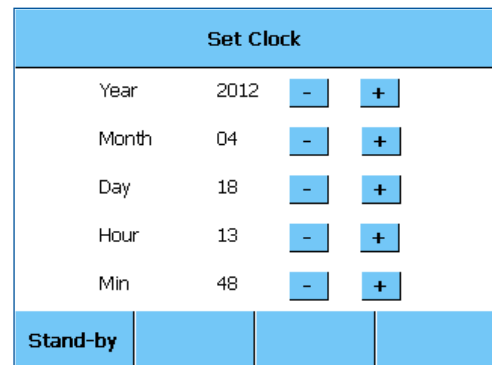 Set Clock
Year 2012 - +
Month 04 - +
Day 18 - +
Hour 13 - +
Min 48 - +
Stand-by